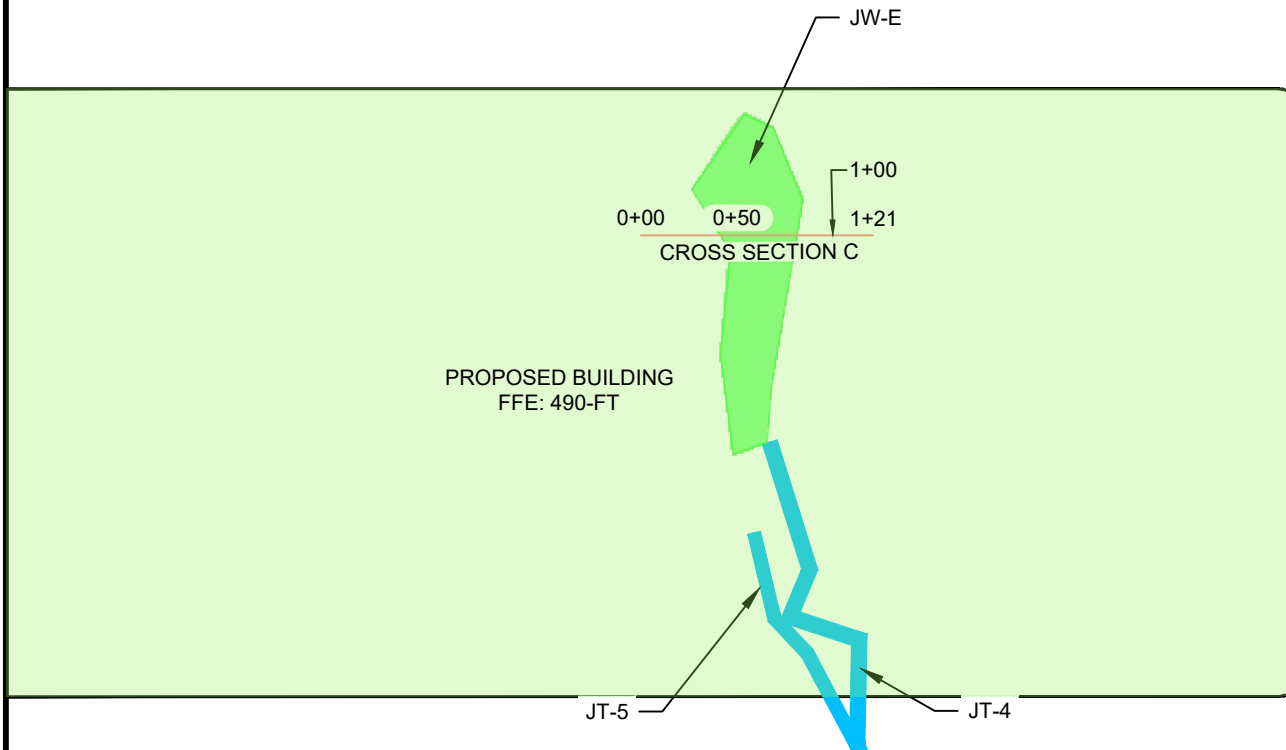 JW-E
1+00
0+00 0+50 1+21
CROSS SECTION C
PROPOSED BUILDING
FFE: 490-FT
JT-5 JT-4